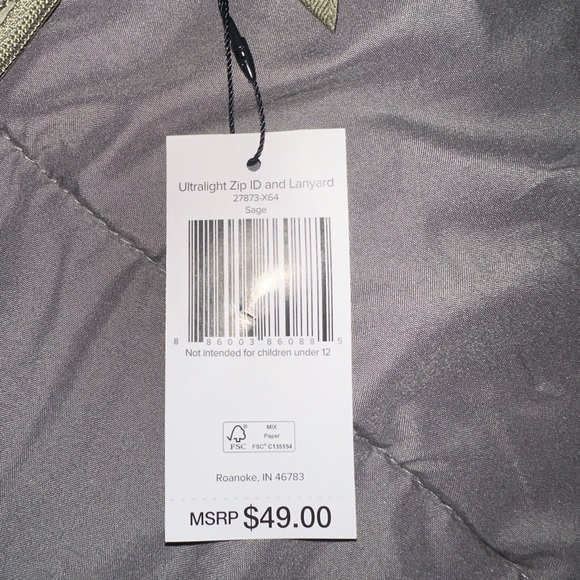 Ultralight Zip ID and Lanyard
27873-X64
Sage
8 86003 86088 5
Not intended for children under 12
FSC
MIX
Paper
FSC® C135154
Roanoke, IN 46783
MSRP $49.00